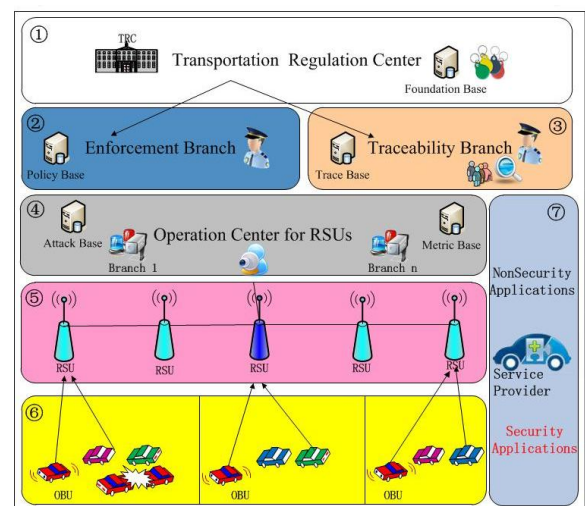 ①
TRC
Transportation Regulation Center
Foundation Base
②
Enforcement Branch
Policy Base
③
Traceability Branch
Trace Base
④
Attack Base
Operation Center for RSUs
Metric Base
Branch 1
Branch n
⑤
RSU
RSU
RSU
RSU
RSU
⑥
OBU
OBU
OBU
⑦
NonSecurity
Applications
Service
Provider
Security
Applications